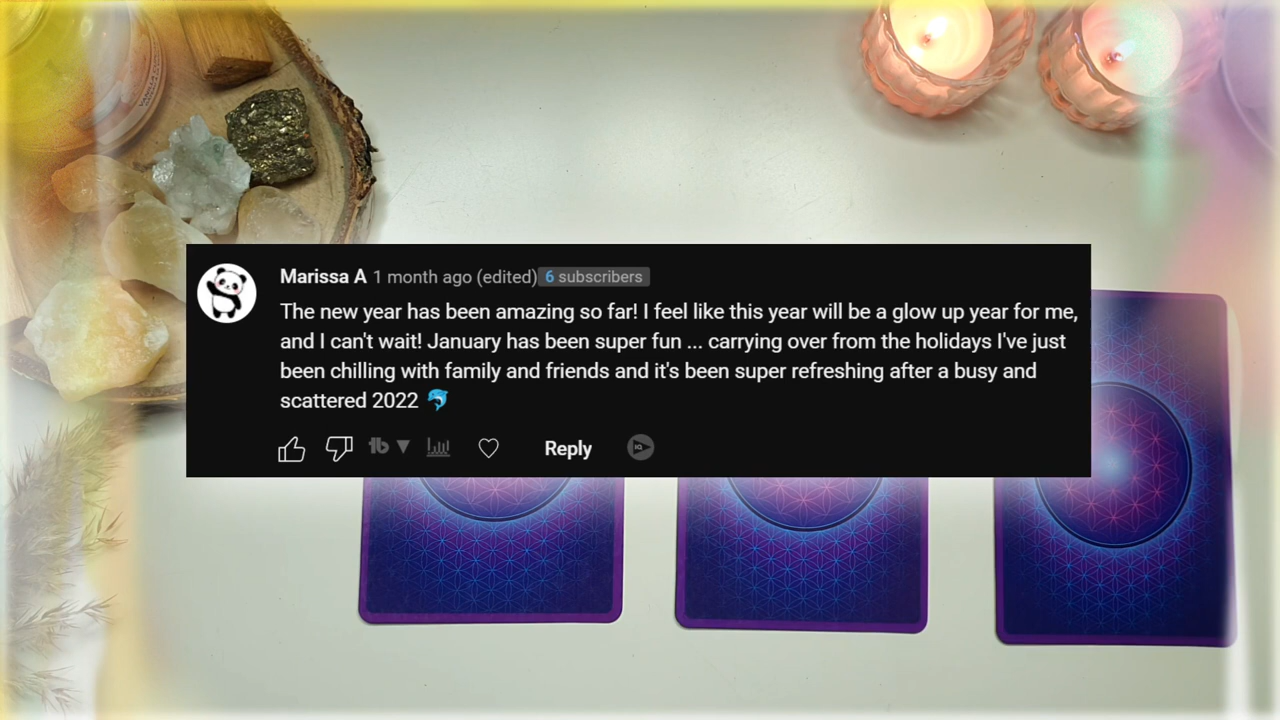 Marissa A 1 month ago (edited) 6 subscribers
The new year has been amazing so far! I feel like this year will be a glow up year for me,
and I can't wait! January has been super fun ... carrying over from the holidays I've just
been chilling with family and friends and it's been super refreshing after a busy and
scattered 2022 🐬
Reply